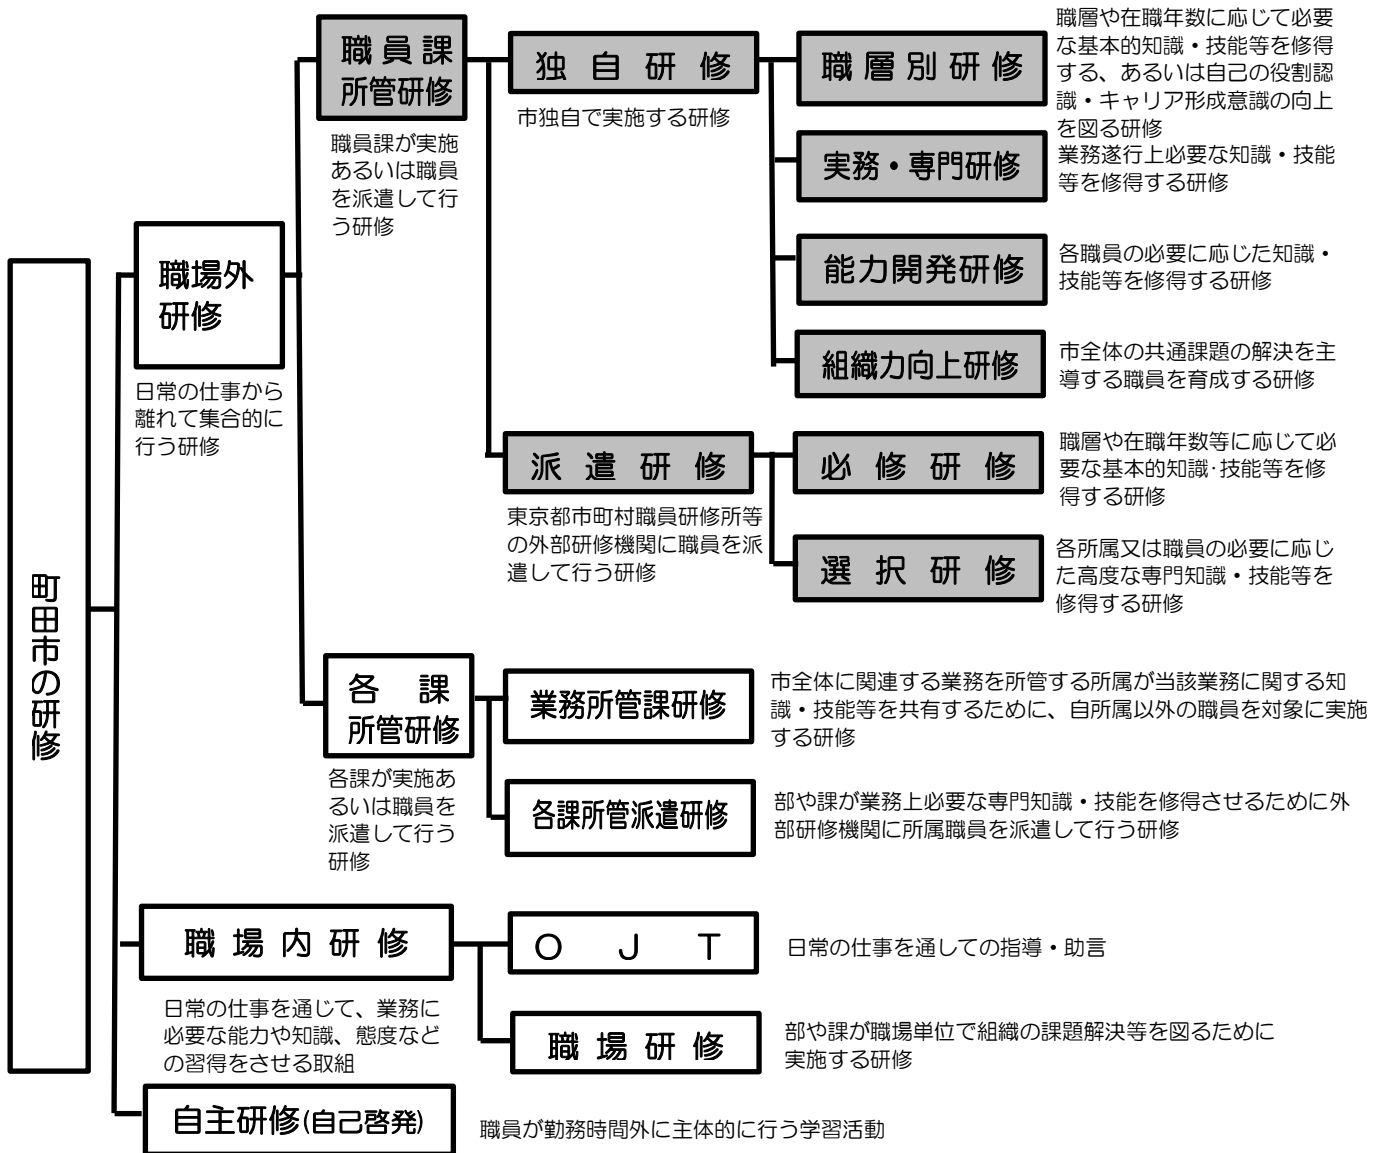 町田市の研修
職場外
研修
日常の仕事から
離れて集合的に
行う研修
職員課
所管研修
職員課が実施
あるいは職員
を派遣して行
う研修
独自研修
市独自で実施する研修
職層別研修
職層や在職年数に応じて必要
な基本的知識・技能等を修得
する、あるいは自己の役割認
識・キャリア形成意識の向上
を図る研修
実務・専門研修
業務遂行上必要な知識・技能
等を修得する研修
能力開発研修
各職員の必要に応じた知識・
技能等を修得する研修
組織力向上研修
市全体の共通課題の解決を主
導する職員を育成する研修
派遣研修
東京都市町村職員研修所等
の外部研修機関に職員を派
遣して行う研修
必修研修
職層や在職年数等に応じて必
要な基本的知識・技能等を修
得する研修
選択研修
各所属又は職員の必要に応じ
た高度な専門知識・技能等を
修得する研修
各課
所管研修
各課が実施あ
るいは職員を
派遣して行う
研修
業務所管課研修
市全体に関連する業務を所管する所属が当該業務に関する知
識・技能等を共有するために、自所属以外の職員を対象に実施
する研修
各課所管派遣研修
部や課が業務上必要な専門知識・技能を修得させるために外
部研修機関に所属職員を派遣して行う研修
職場内研修
日常の仕事を通じて、業務に
必要な能力や知識、態度など
の習得をさせる取組
OJT
日常の仕事を通しての指導・助言
職場研修
部や課が職場単位で組織の課題解決等を図るために
実施する研修
自主研修(自己啓発)
職員が勤務時間外に主体的に行う学習活動